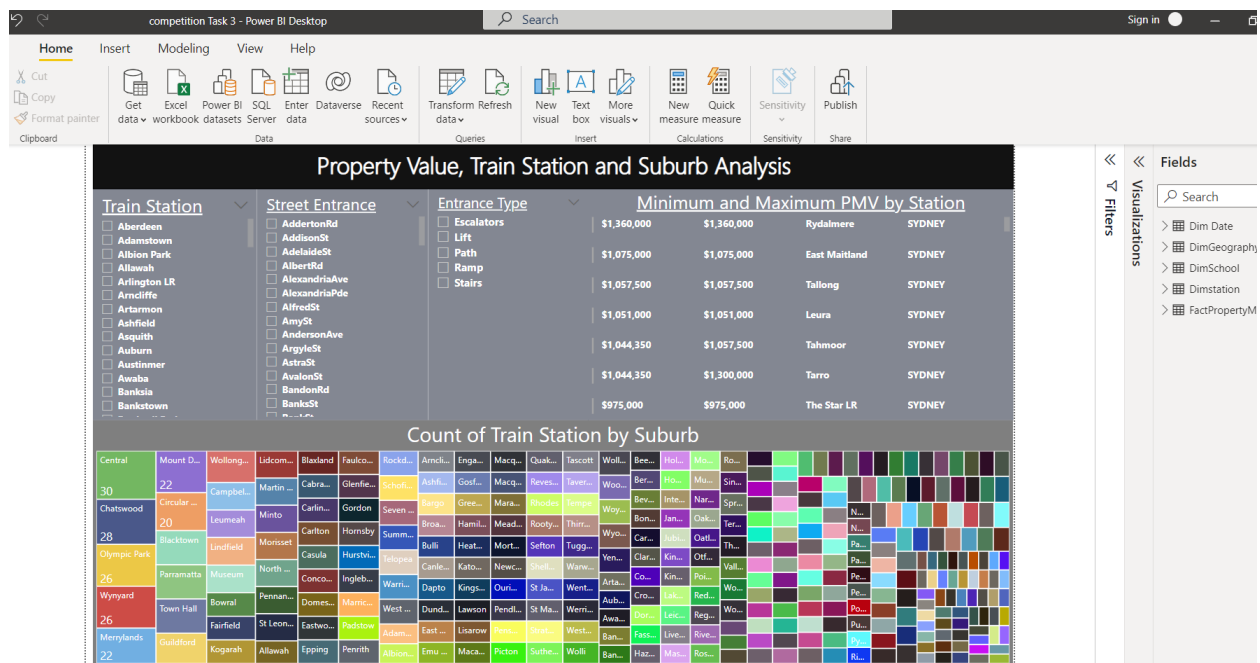 competition Task 3 - Power BI Desktop
Search
Sign in
Home Insert Modeling View Help
Cut
Copy
Format painter
Clipboard
Get data
Excel workbook
Power BI datasets
SQL Server
Enter data
Dataverse
Recent sources
Data
Transform data
Refresh
Queries
New visual
Text box
More visuals
Insert
New measure
Quick measure
Calculations
Sensitivity
Sensitivity
Publish
Share
Property Value, Train Station and Suburb Analysis
Train Station
Aberdeen
Adamstown
Albion Park
Allawah
Arlington LR
Arncliffe
Artarmon
Ashfield
Asquith
Auburn
Austinmer
Awaba
Banksia
Bankstown
Street Entrance
AddertonRd
AddisonSt
AdelaideSt
AlbertRd
AlexandriaAve
AlexandriaPde
AlfredSt
AmySt
AndersonAve
ArgyleSt
AstraSt
AvalonSt
BandonRd
BanksSt
Entrance Type
Escalators
Lift
Path
Ramp
Stairs
Minimum and Maximum PMV by Station
$1,360,000 $1,360,000 Rydalmere SYDNEY
$1,075,000 $1,075,000 East Maitland SYDNEY
$1,057,500 $1,057,500 Tallong SYDNEY
$1,051,000 $1,051,000 Leura SYDNEY
$1,044,350 $1,057,500 Tahmoor SYDNEY
$1,044,350 $1,300,000 Tarro SYDNEY
$975,000 $975,000 The Star LR SYDNEY
Count of Train Station by Suburb
Central
30
Chatswood
28
Olympic Park
26
Wynyard
26
Merrylands
22
Mount D...
22
Circular ...
20
Blacktown
Parramatta
Town Hall
Guildford
Wollong...
Campbel...
Leumeah
Lindfield
Museum
Bowral
Fairfield
Kogarah
Lidcom...
Martin ...
Minto
Morisset
North ...
Pennan...
St Leon...
Allawah
Blaxland
Cabra...
Carlin...
Carlton
Casula
Conco...
Domes...
Eastwo...
Epping
Faulco...
Glenfie...
Gordon
Hornsby
Hurstvi...
Ingleb...
Marric...
Padstow
Penrith
Rockd...
Schofi...
Seven ...
Summ...
Telopea
Warri...
West ...
Adam...
Albion...
Arncli...
Ashfi...
Bargo
Broa...
Bulli
Canle...
Dapto
Dund...
East ...
Emu ...
Enga...
Gosf...
Gree...
Hamil...
Heat...
Kato...
Kings...
Lawson
Lisarow
Maca...
Macq...
Macq...
Mara...
Mead...
Mort...
Newc...
Ouri...
Pendl...
Picton
Quak...
Reves...
Rhodes
Rooty...
Sefton
Shell...
St Ja...
St Ma...
Suthe...
Tascott
Taver...
Thirr...
Tugg...
Warw...
Went...
Werri...
West...
Wolli
Woll...
Woo...
Woy...
Wyo...
Yen...
Arta...
Aub...
Awa...
Ban...
Ban...
Bee...
Ber...
Bev...
Bon...
Car...
Clar...
Co...
Cro...
Dor...
Fass...
Haz...
Hol...
Ho...
Inte...
Jan...
Jubi...
Kin...
Kin...
Lak...
Leic...
Live...
Mas...
Mo...
Mu...
Nar...
Oak...
Oatl...
Otf...
Poi...
Red...
Reg...
Rive...
Ros...
Ro...
Sin...
Spr...
Ter...
Th...
Vall...
Wo...
Wo...
N...
N...
Pa...
Pa...
Pe...
Pe...
Po...
Pu...
Py...
Ri...
Filters
Visualizations
Fields
Search
Dim Date
DimGeography
DimSchool
Dimstation
FactPropertyM